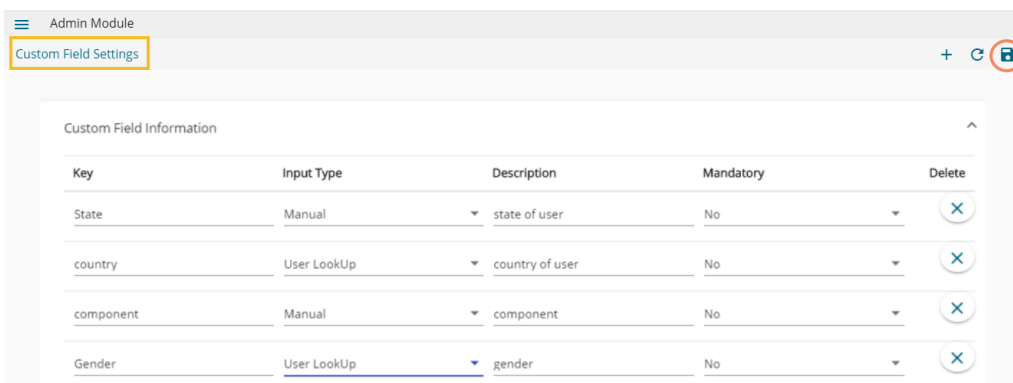 Admin Module
Custom Field Settings
Custom Field Information
Key Input Type Description Mandatory Delete
State Manual state of user No
country User LookUp country of user No
component Manual component No
Gender User LookUp gender No